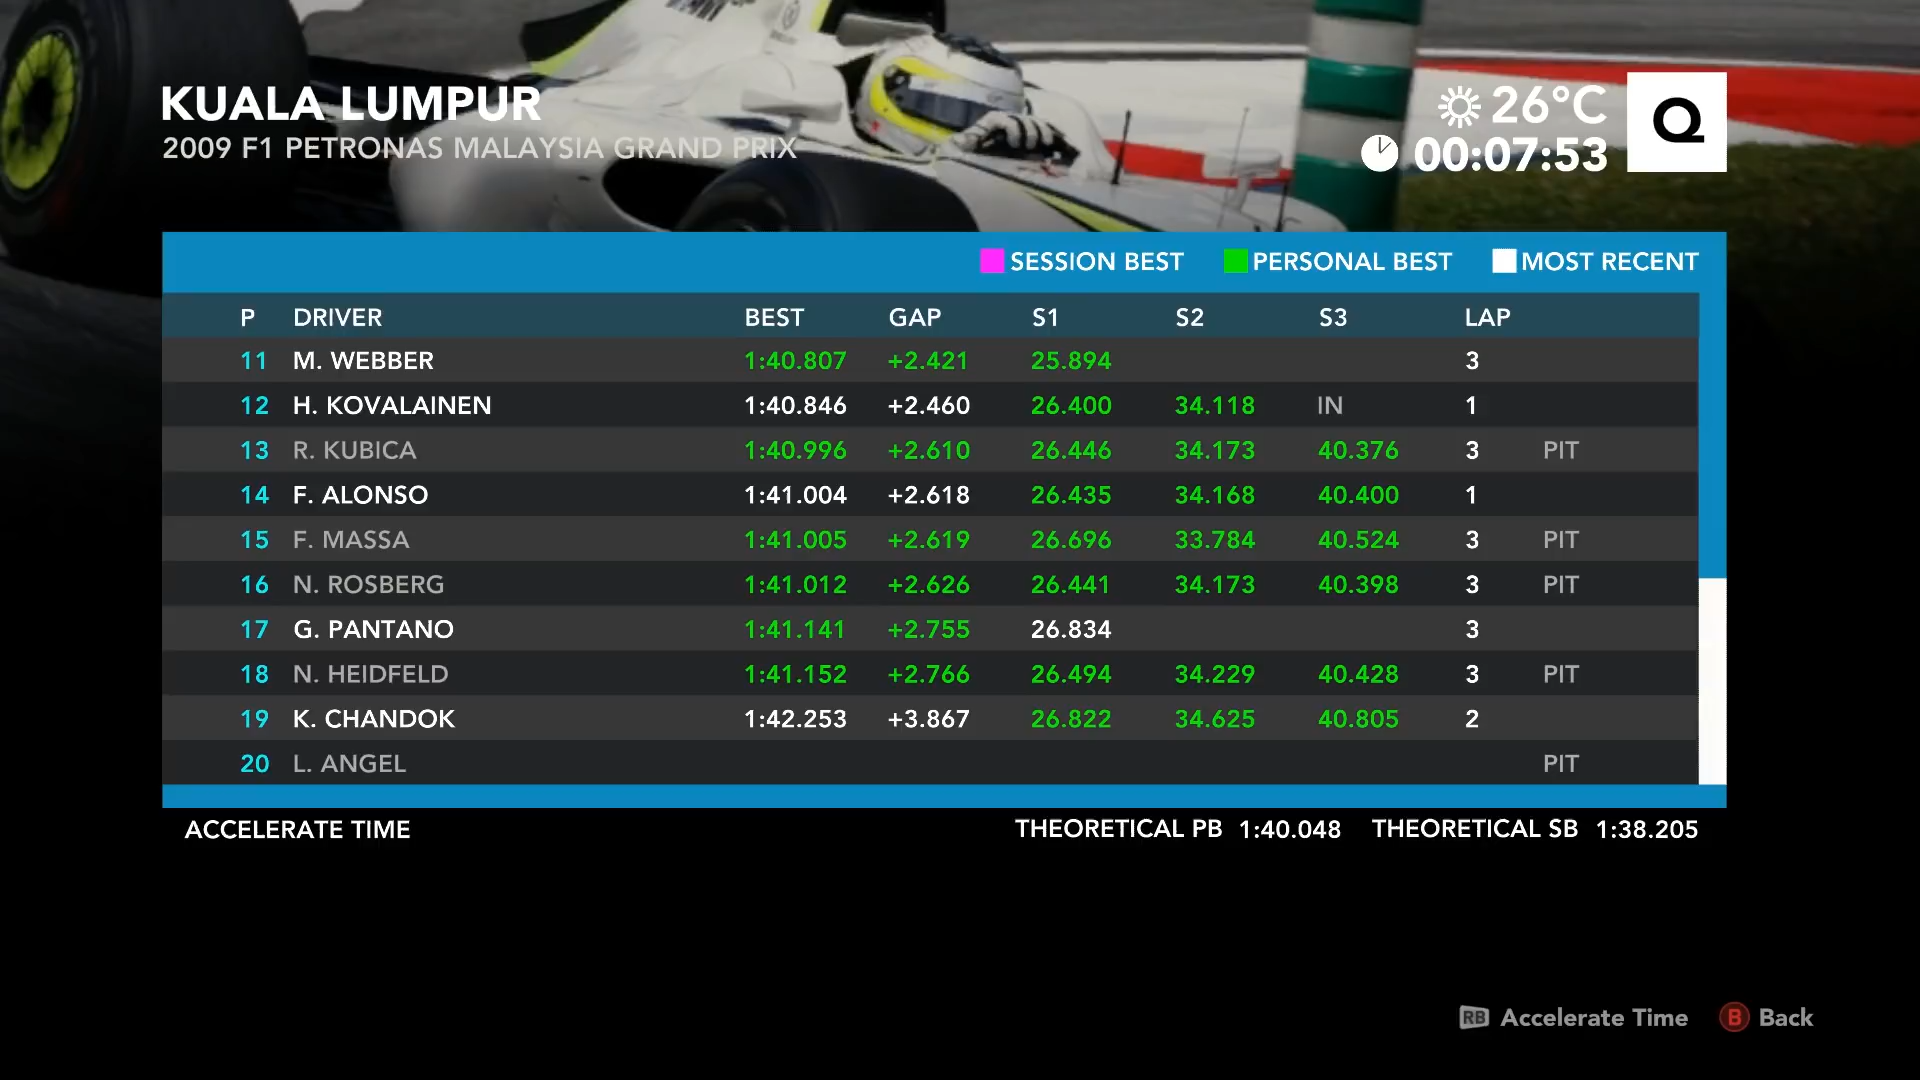 KUALA LUMPUR
2009 F1 PETRONAS MALAYSIA GRAND PRIX
26°C
00:07:53
Q
SESSION BEST PERSONAL BEST MOST RECENT
P DRIVER BEST GAP S1 S2 S3 LAP
11 M. WEBBER 1:40.807 +2.421 25.894 3
12 H. KOVALAINEN 1:40.846 +2.460 26.400 34.118 IN 1
13 R. KUBICA 1:40.996 +2.610 26.446 34.173 40.376 3 PIT
14 F. ALONSO 1:41.004 +2.618 26.435 34.168 40.400 1
15 F. MASSA 1:41.005 +2.619 26.696 33.784 40.524 3 PIT
16 N. ROSBERG 1:41.012 +2.626 26.441 34.173 40.398 3 PIT
17 G. PANTANO 1:41.141 +2.755 26.834 3
18 N. HEIDFELD 1:41.152 +2.766 26.494 34.229 40.428 3 PIT
19 K. CHANDOK 1:42.253 +3.867 26.822 34.625 40.805 2
20 L. ANGEL PIT
ACCELERATE TIME THEORETICAL PB 1:40.048 THEORETICAL SB 1:38.205
RB Accelerate Time B Back